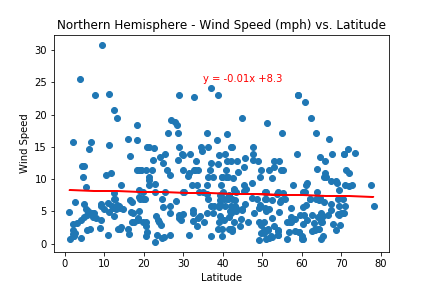 Northern Hemisphere - Wind Speed (mph) vs. Latitude
30
25
20
15
10
5
0
Wind Speed
y = -0.01x +8.3
0 10 20 30 40 50 60 70 80
Latitude